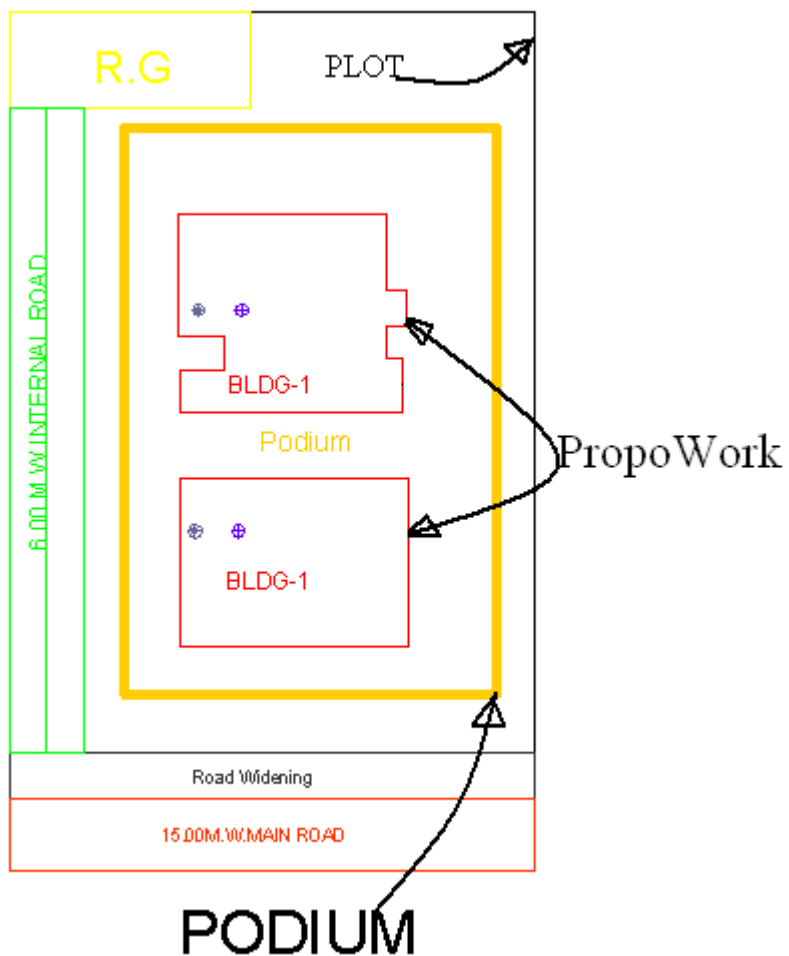 R.G
PLOT
6.00.M.W.INTERNAL ROAD
BLDG-1
Podium
PropoWork
BLDG-1
Road Widening
15.00M.W.MAIN ROAD
PODIUM